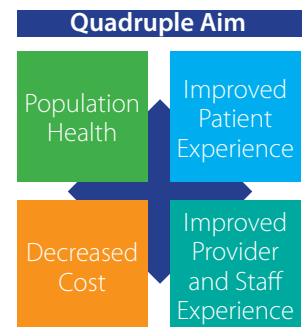 Quadruple Aim
Population
Health
Improved
Patient
Experience
Decreased
Cost
Improved
Provider
and Staff
Experience